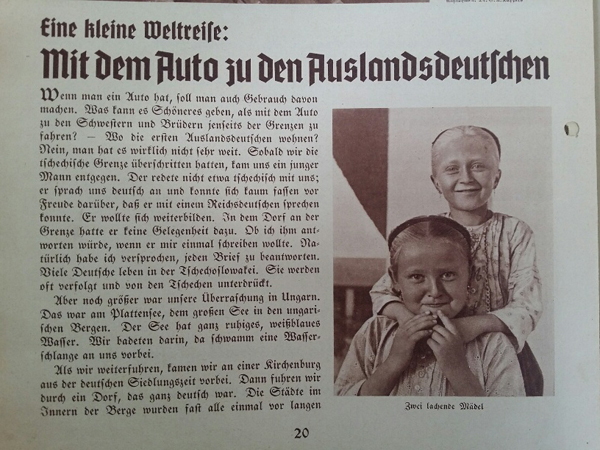 Eine kleine Weltreise:
Mit dem Auto zu den Auslandsdeutschen
Wenn man ein Auto hat, soll man auch Gebrauch davon
machen. Was kann es Schöneres geben, als mit dem Auto
zu den Schwestern und Brüdern jenseits der Grenzen zu
fahren? — Wo die ersten Auslandsdeutschen wohnen?
Nein, man hat es wirklich nicht sehr weit. Sobald wir die
tschechische Grenze überschritten hatten, kam uns ein junger
Mann entgegen. Der redete nicht etwa tschechisch mit uns;
er sprach uns deutsch an und konnte sich kaum fassen vor
Freude darüber, daß er mit einem Reichsdeutschen sprechen
konnte. Er wollte sich weiterbilden. In dem Dorf an der
Grenze hatte er keine Gelegenheit dazu. Ob ich ihm ant-
worten würde, wenn er mir einmal schreiben wollte. Na-
türlich habe ich versprochen, jeden Brief zu beantworten.
Viele Deutsche leben in der Tschechoslowakei. Sie werden
oft verfolgt und von den Tschechen unterdrückt.
Aber noch größer war unsere Überraschung in Ungarn.
Das war am Plattensee, dem großen See in den ungari-
schen Bergen. Der See hat ganz ruhiges, weißblaues
Wasser. Wir badeten darin, da schwamm eine Wasser-
schlange an uns vorbei.
Als wir weiterfuhren, kamen wir an einer Kirchenburg
aus der deutschen Siedlungszeit vorbei. Dann fuhren wir
durch ein Dorf, das ganz deutsch war. Die Städte im
Innern der Berge wurden fast alle einmal vor langen
Zwei lachende Mädel
20